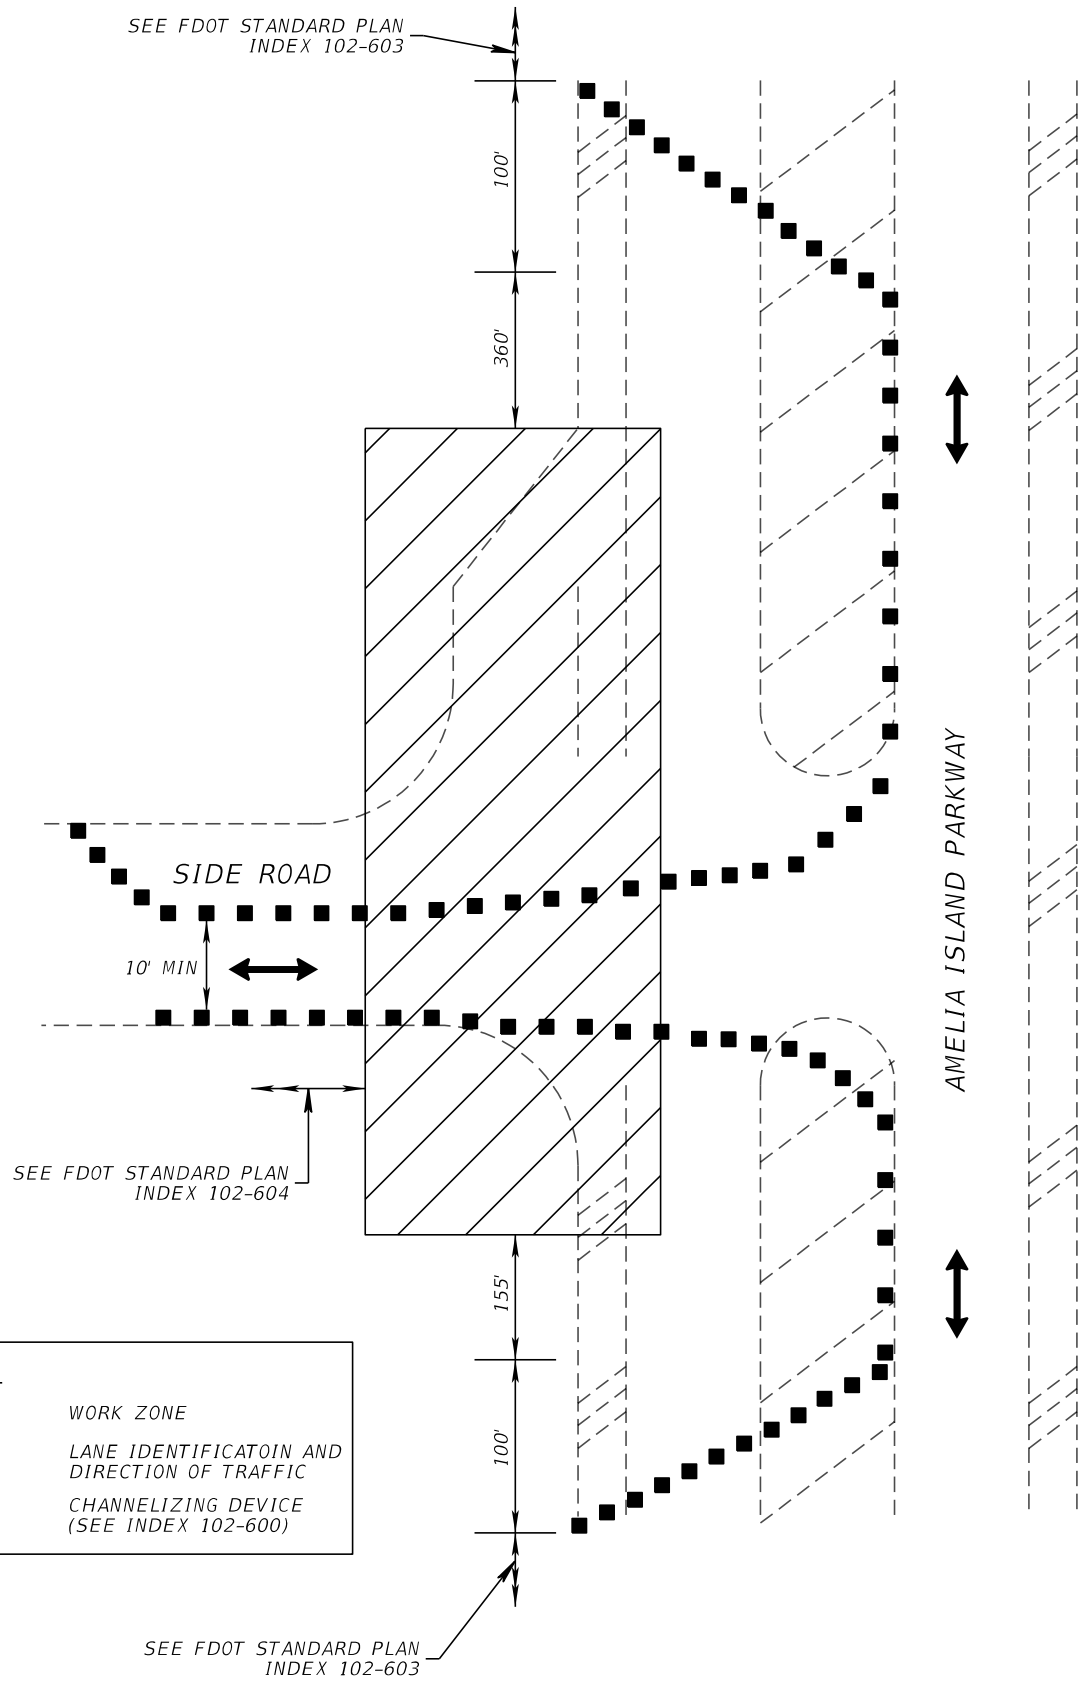 SEE FDOT STANDARD PLAN
INDEX 102-603
100'
360'
SIDE ROAD
10' MIN
AMELIA ISLAND PARKWAY
SEE FDOT STANDARD PLAN
INDEX 102-604
155'
100'
WORK ZONE
LANE IDENTIFICATOIN AND
DIRECTION OF TRAFFIC
CHANNELIZING DEVICE
(SEE INDEX 102-600)
SEE FDOT STANDARD PLAN
INDEX 102-603